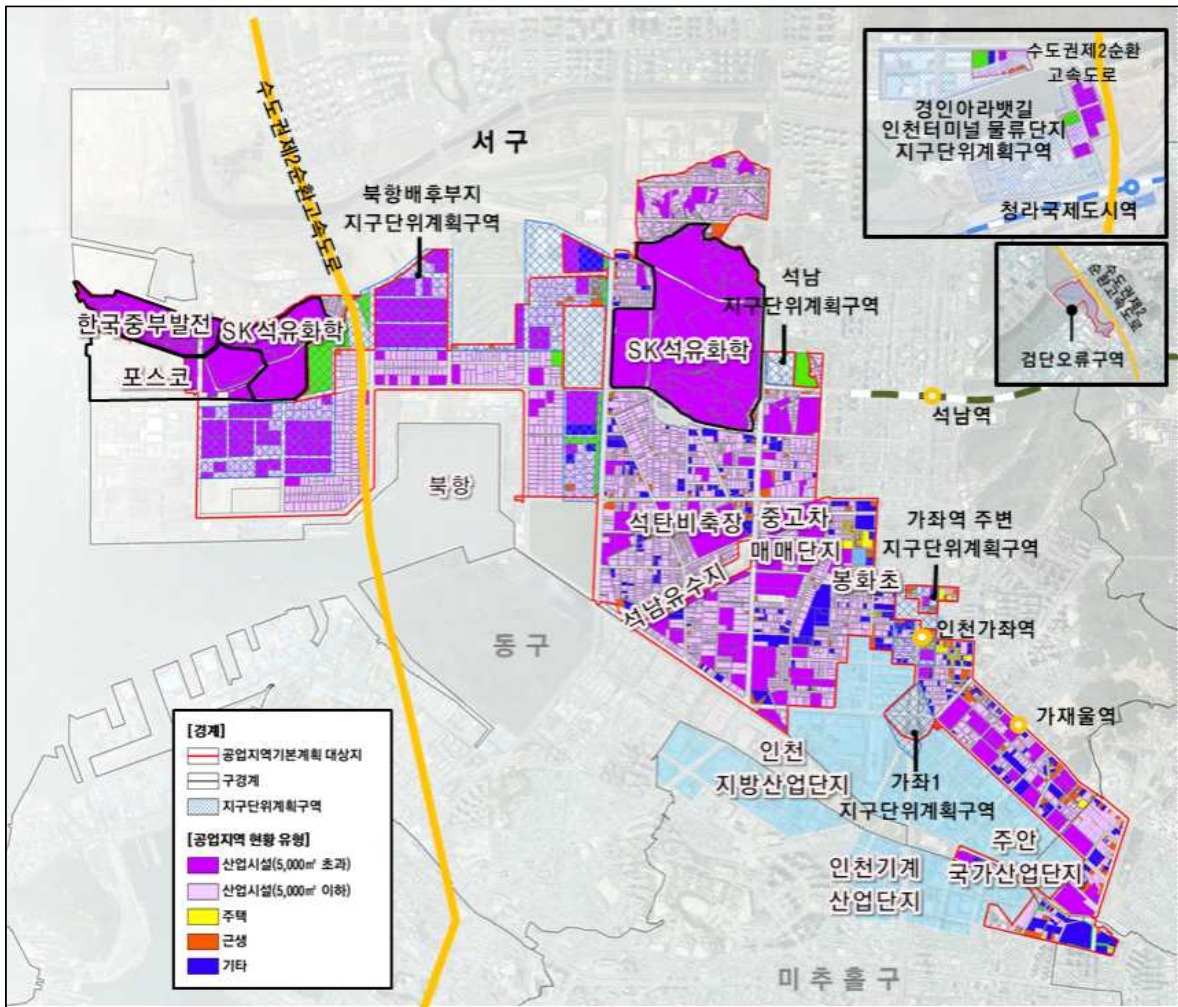 수도권제2순환
고속도로
경인아라뱃길
인천터미널 물류단지
지구단위계획구역
청라국제도시역
수도권제2
순환고속도로
검단오류구역
수도권제2순환고속도로
서구
북항배후부지
지구단위계획구역
석남
지구단위계획구역
한국중부발전
SK석유화학
포스코
SK석유화학
석남역
북항
석탄비축장
중고차
매매단지
가좌역 주변
지구단위계획구역
봉화초
석남유수지
인천가좌역
동구
가재울역
인천
지방산업단지
가좌1
지구단위계획구역
주안
국가산업단지
인천기계
산업단지
미추홀구
[경계]
공업지역기본계획 대상지
구경계
지구단위계획구역
[공업지역 현황 유형]
산업시설(5,000㎡ 초과)
산업시설(5,000㎡ 이하)
주택
근생
기타